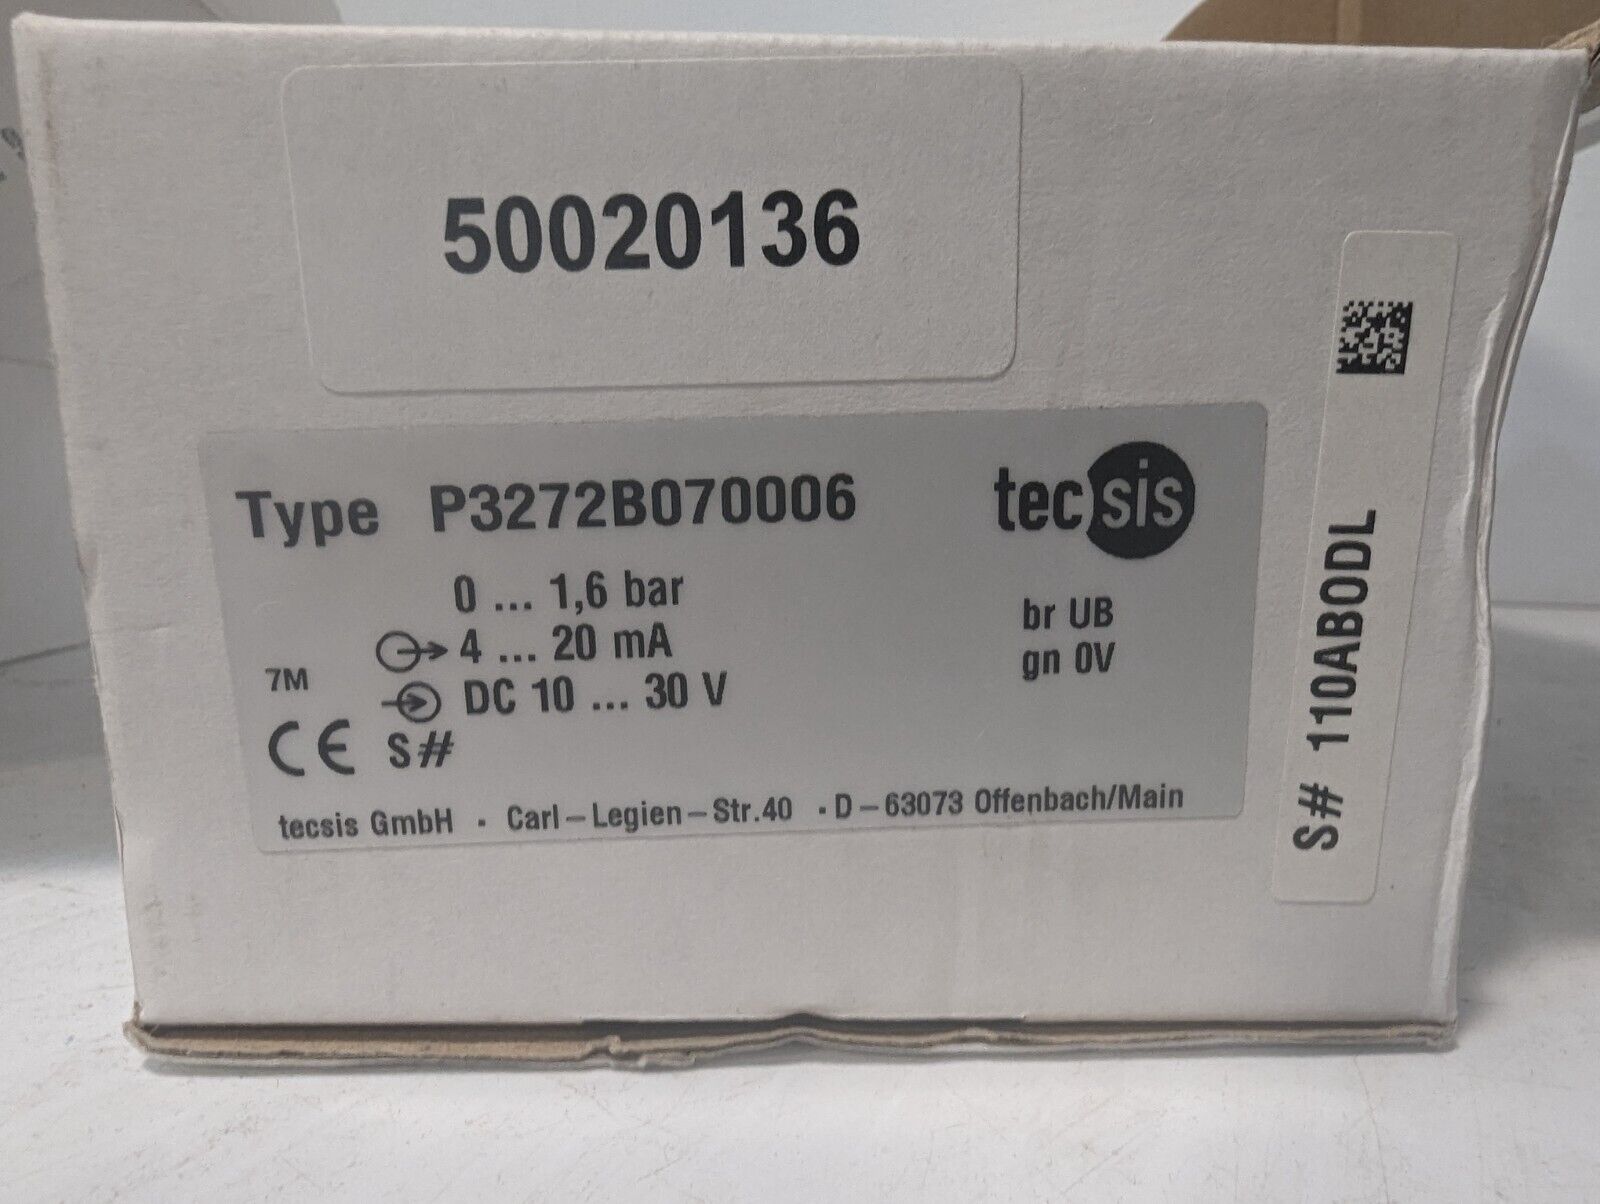 50020136
Type P3272B070006
tecsis
0 ... 1,6 bar
br UB
4 ... 20 mA
gn 0V
7M
DC 10 ... 30 V
CE S#
tecsis GmbH . Carl-Legien-Str.40 . D-63073 Offenbach/Main
S# 110ABODL